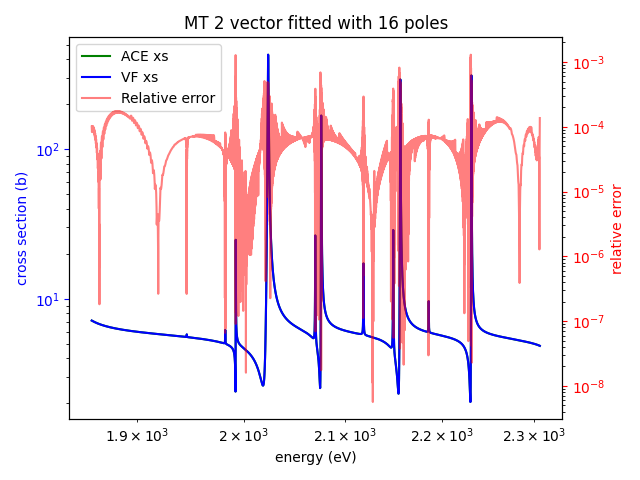 MT 2 vector fitted with 16 poles
ACE xs
VF xs
Relative error
10²
10¹
cross section (b)
10⁻³
10⁻⁴
10⁻⁵
10⁻⁶
10⁻⁷
10⁻⁸
relative error
1.9 × 10³
2 × 10³
2.1 × 10³
2.2 × 10³
2.3 × 10³
energy (eV)